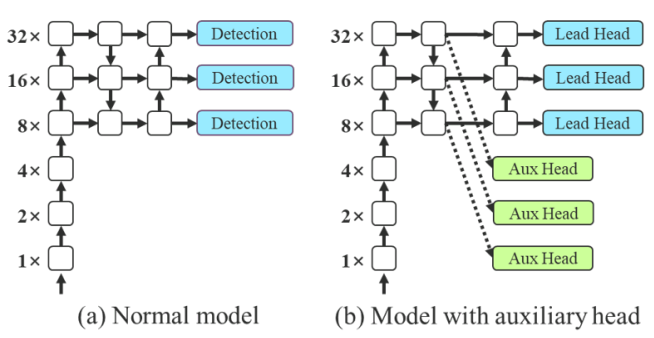 32× Detection
16× Detection
8× Detection
4×
2×
1×
(a) Normal model
32× Lead Head
16× Lead Head
8× Lead Head
4× Aux Head
2× Aux Head
1× Aux Head
(b) Model with auxiliary head